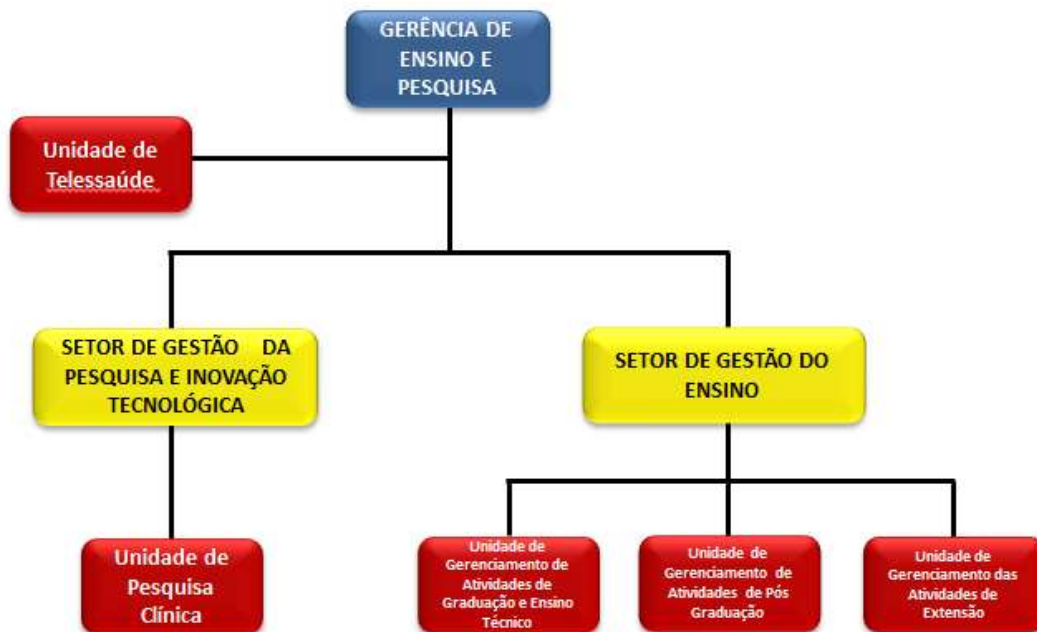 GERÊNCIA DE
ENSINO E
PESQUISA
Unidade de
Telessaúde
SETOR DE GESTÃO DA
PESQUISA E INOVAÇÃO
TECNOLÓGICA
SETOR DE GESTÃO DO
ENSINO
Unidade de
Pesquisa
Clínica
Unidade de
Gerenciamento de
Atividades de
Graduação e Ensino
Técnico
Unidade de
Gerenciamento de
Atividades de Pós
Graduação
Unidade de
Gerenciamento das
Atividades de
Extensão